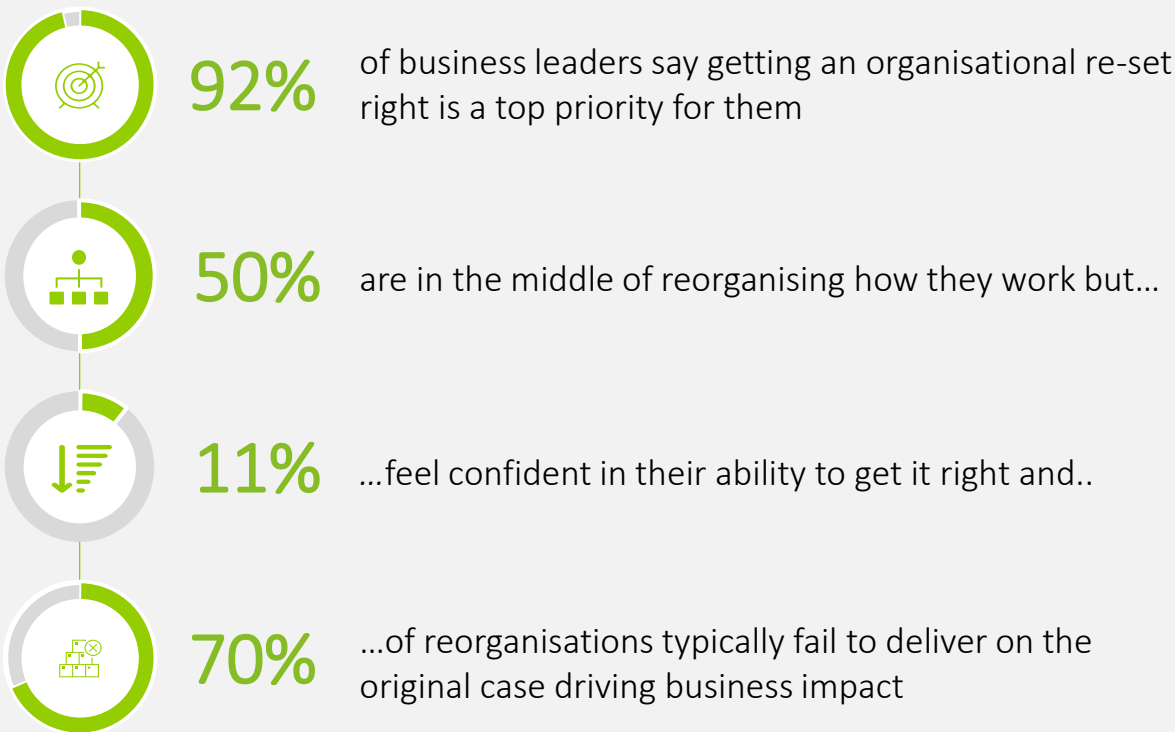 92%
of business leaders say getting an organisational re-set
right is a top priority for them
50%
are in the middle of reorganising how they work but...
11%
...feel confident in their ability to get it right and..
70%
...of reorganisations typically fail to deliver on the
original case driving business impact